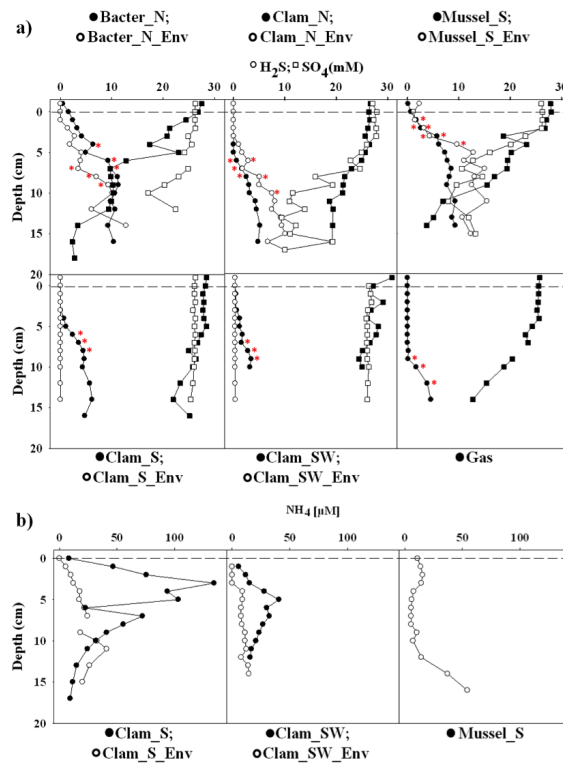 a)
●Bacter_N;
○Bacter_N_Env
●Clam_N;
○Clam_N_Env
●Mussel_S;
○Mussel_S_Env
○H₂S;□SO₄(mM)
0 10 20 30
0 10 20 30
0 10 20 30
Depth (cm)
0
5
10
15
20
* * * * * * *
* * * * *
* * * * * *
Depth (cm)
0
5
10
15
20
* * *
* * *
* * *
●Clam_S;
○Clam_S_Env
●Clam_SW;
○Clam_SW_Env
●Gas
b)
NH₄ [µM]
0 50 100
0 50 100
0 50 100
Depth (cm)
0
5
10
15
20
●Clam_S;
○Clam_S_Env
●Clam_SW;
○Clam_SW_Env
●Mussel_S